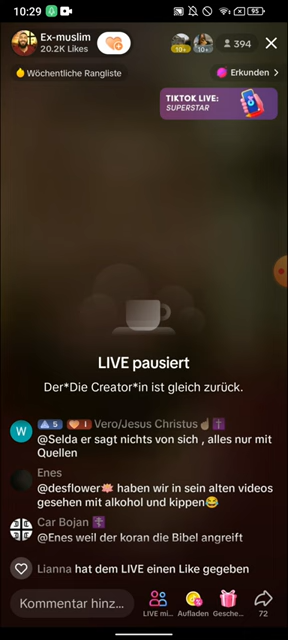 10:29
95
Ex-muslim
20.2K Likes
10+
10+
394
Wöchentliche Rangliste
Erkunden
TIKTOK LIVE:
SUPERSTAR
LIVE pausiert
Der*Die Creator*in ist gleich zurück.
W
5
I
Vero/Jesus Christus☝🏽✝️
@Selda er sagt nichts von sich , alles nur mit
Quellen
Enes
@desflower🪷 haben wir in sein alten videos
gesehen mit alkohol und kippen😂
Car Bojan ☦️
@Enes weil der koran die Bibel angreift
Lianna hat dem LIVE einen Like gegeben
Kommentar hinz...
LIVE mi...
Aufladen
Gesche...
72